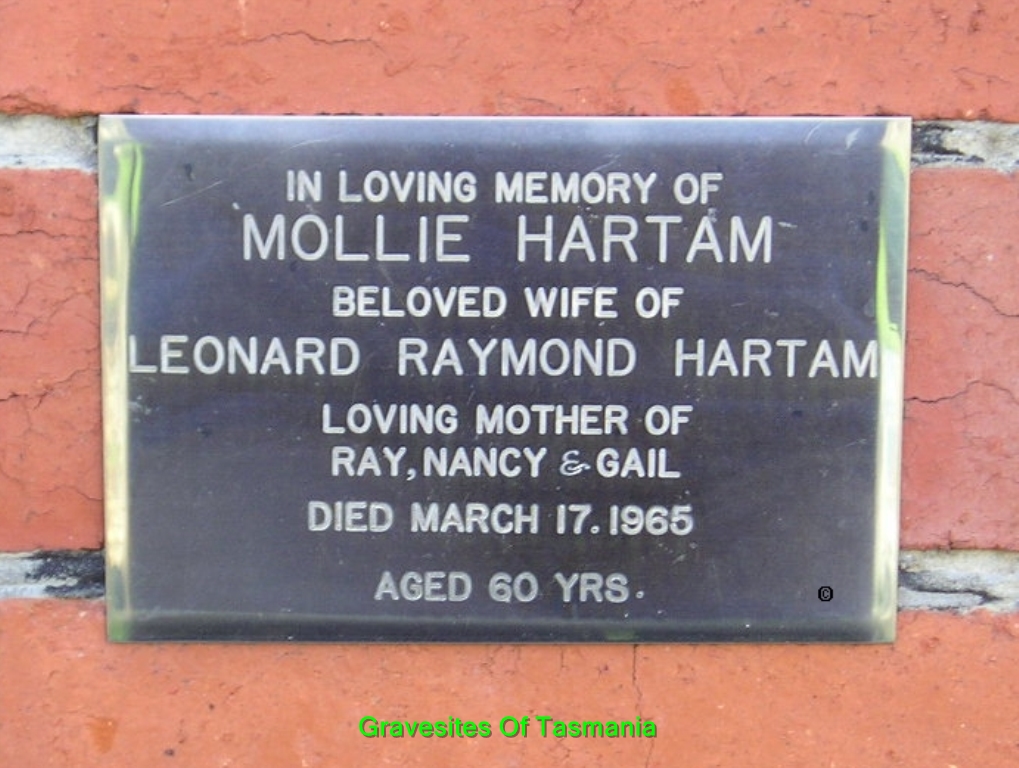 IN LOVING MEMORY OF
MOLLIE HARTAM
BELOVED WIFE OF
LEONARD RAYMOND HARTAM
LOVING MOTHER OF
RAY, NANCY & GAIL
DIED MARCH 17. 1965
AGED 60 YRS.
©
Gravesites Of Tasmania